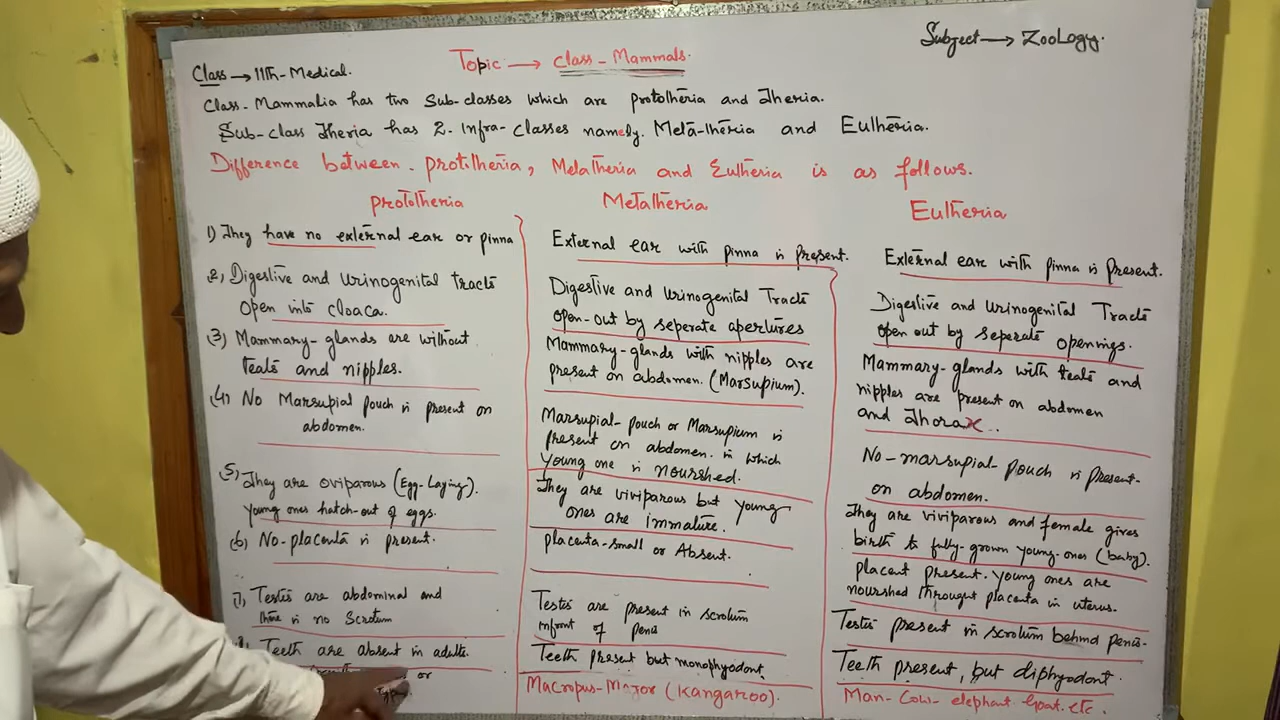 Subject → Zoology.
Class → 11th-Medical.
Topic → Class-Mammals.
Class-Mammalia has two Sub-classes which are prototheria and Theria.
Sub-class Theria has 2. Infra-Classes namely. Meta-theria and Eutheria.
Difference between. protitheria, Metatheria and Eutheria is as follows.
prototheria
1) They have no external ear or pinna
2) Digestive and Urinogenital tracts
open into cloaca.
(3) Mammary-glands are without
teats and nipples.
(4) No Marsupial pouch is present on
abdomen.
(5) They are oviparous (Egg-Laying).
young ones hatch-out of eggs.
(6) No-placenta is present.
7) Testis are abdominal and
there is no Scrotum
8) Teeth are absent in adults.
or
Metatheria
External ear with pinna is present.
Digestive and Urinogenital Tracts
open-out by seperate apertures
Mammary-glands with nipples are
present on abdomen. (Marsupium).
Marsupial-pouch or Marsupium is
present on abdomen. in which
young one is nourshed.
They are viviparous but young
ones are immature.
placenta-small or Absent.
Testis are present in scrotum
infront of penis
Teeth present but monophyodont
Macropus-Major (Kangaroo).
Eutheria
External ear with pinna is present.
Digestive and Urinogenital Tracts
open out by seperate openings.
Mammary-glands with teats and
nipples are present on abdomen
and Thorax.
No-marsupial-pouch is present-
on abdomen.
They are viviparous and female gives
birth to fully-grown young-ones (baby).
placent present. young ones are
nourshed throught placenta in uterus.
Testis present in scrotum behind penis-
Teeth present, but diphyodont.
Man-Cow-elephant Goat.etc.